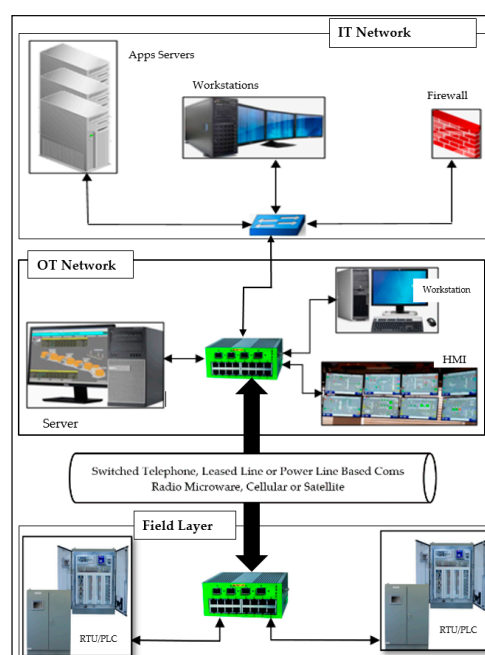 IT Network
Apps Servers
Workstations
Firewall
OT Network
Workstation
HMI
Server
Switched Telephone, Leased Line or Power Line Based Coms
Radio Microware, Cellular or Satellite
Field Layer
RTU/PLC
RTU/PLC